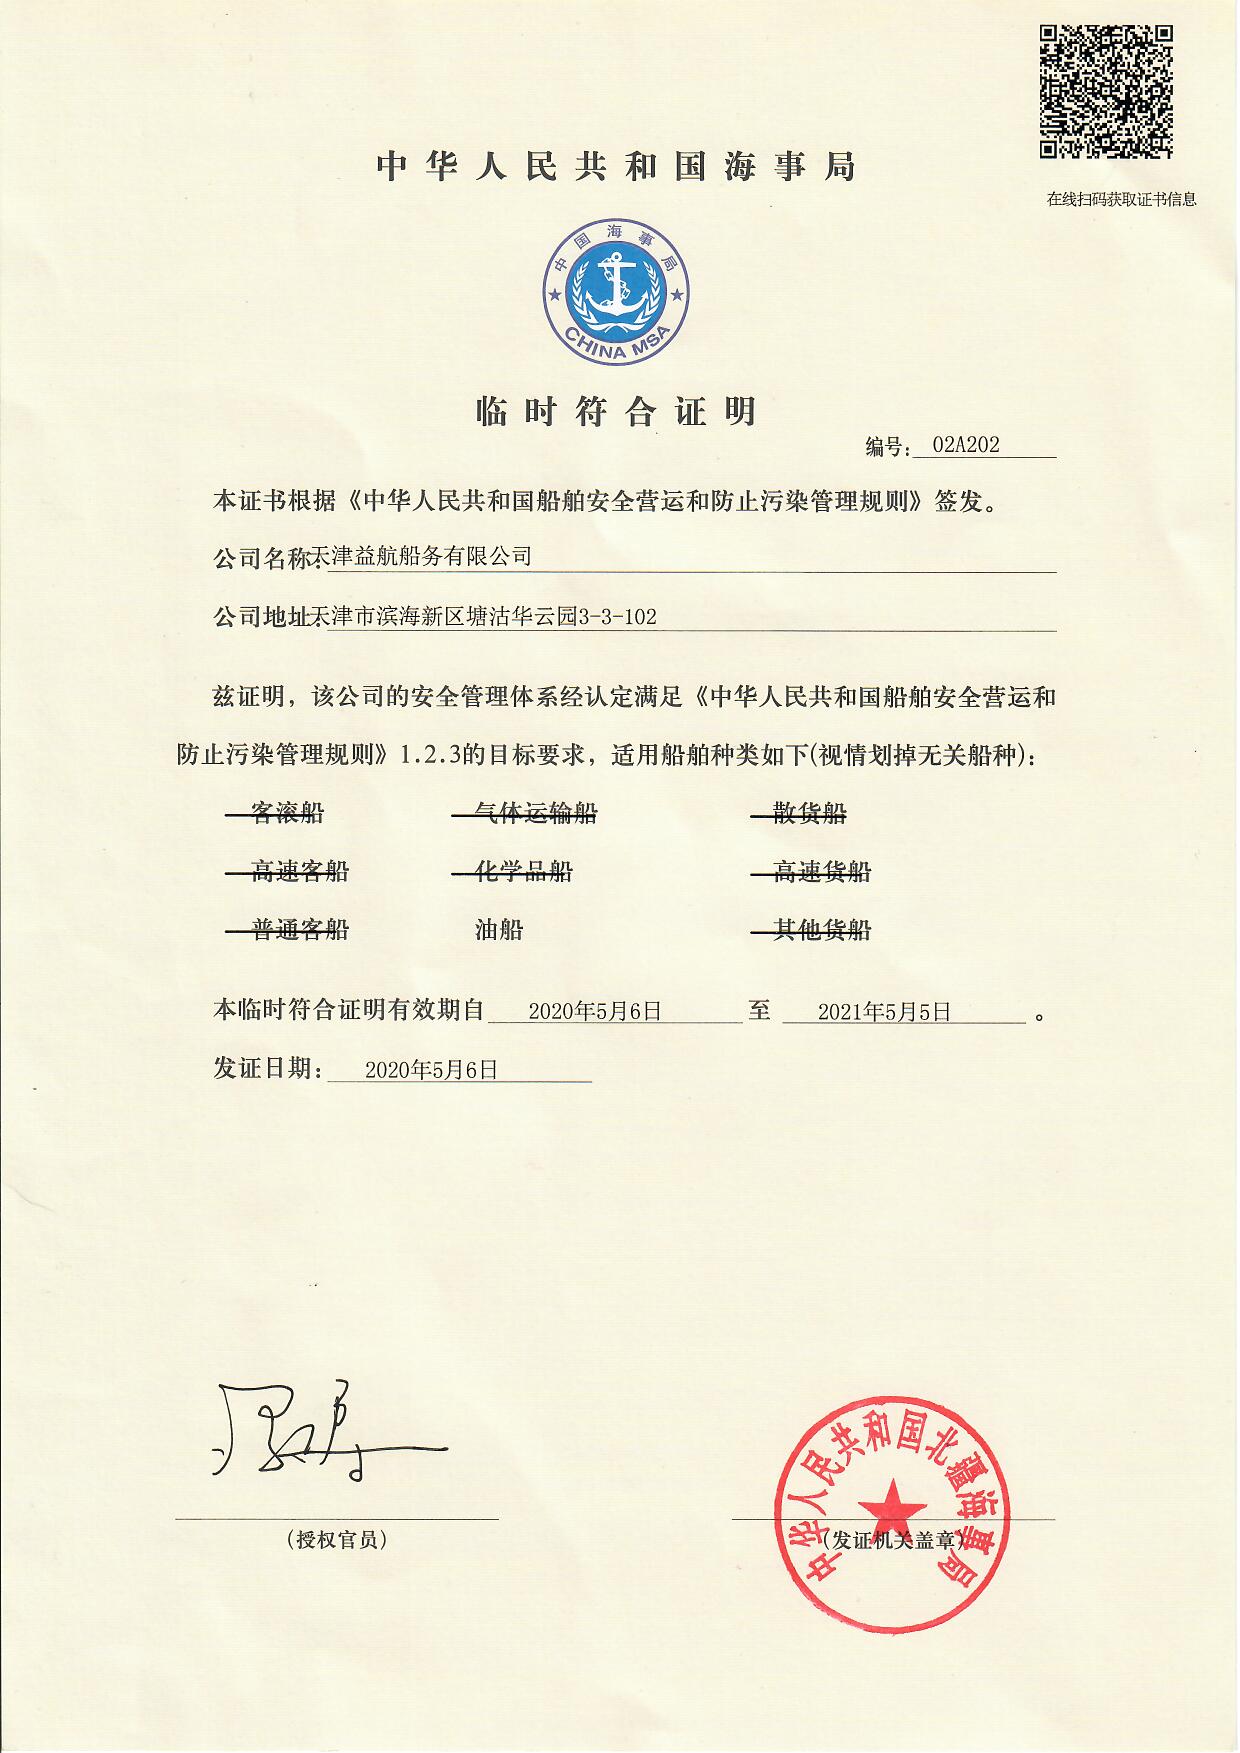 在线扫码获取证书信息
中华人民共和国海事局
中国海事局
CHINA MSA
临时符合证明
编号: 02A202
本证书根据《中华人民共和国船舶安全营运和防止污染管理规则》签发。
公司名称:天津益航船务有限公司
公司地址:天津市滨海新区塘沽华云园3-3-102
兹证明，该公司的安全管理体系经认定满足《中华人民共和国船舶安全营运和
防止污染管理规则》1.2.3的目标要求，适用船舶种类如下(视情划掉无关船种):
客滚船 气体运输船 散货船
高速客船 化学品船 高速货船
普通客船 油船 其他货船
本临时符合证明有效期自 2020年5月6日 至 2021年5月5日 。
发证日期: 2020年5月6日
(授权官员)
(发证机关盖章)
中华人民共和国北疆海事局